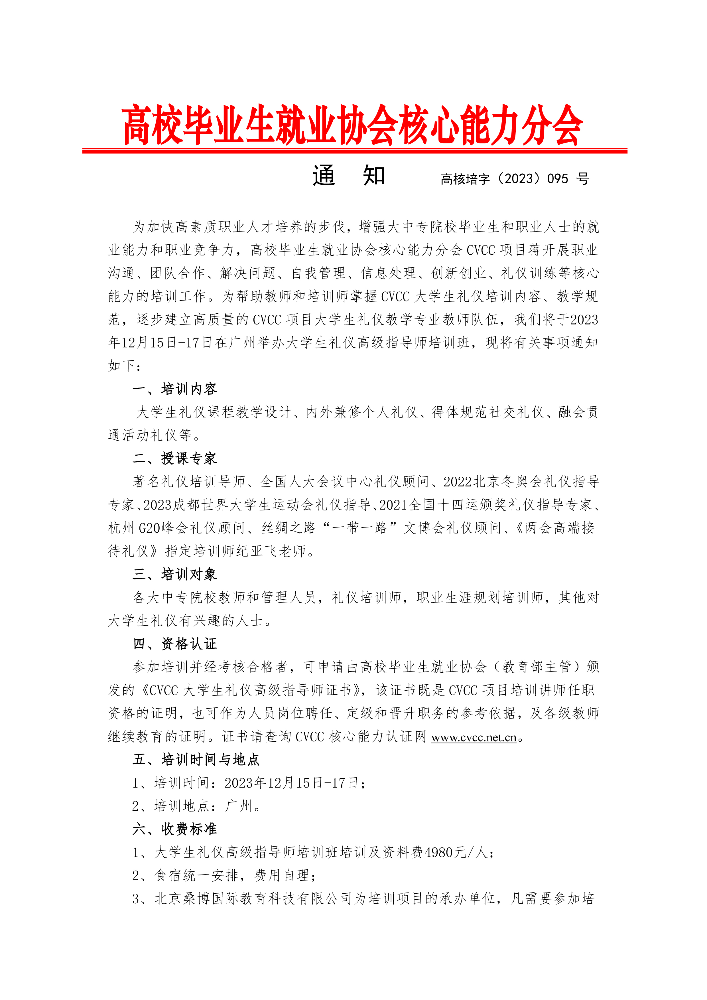 高校毕业生就业协会核心能力分会
通 知 高核培字（2023）095 号
为加快高素质职业人才培养的步伐，增强大中专院校毕业生和职业人士的就
业能力和职业竞争力，高校毕业生就业协会核心能力分会 CVCC 项目蒋开展职业
沟通、团队合作、解决问题、自我管理、信息处理、创新创业、礼仪训练等核心
能力的培训工作。为帮助教师和培训师掌握 CVCC 大学生礼仪培训内容、教学规
范，逐步建立高质量的 CVCC 项目大学生礼仪教学专业教师队伍，我们将于2023
年12月15日-17日在广州举办大学生礼仪高级指导师培训班，现将有关事项通知
如下：
一、培训内容
大学生礼仪课程教学设计、内外兼修个人礼仪、得体规范社交礼仪、融会贯
通活动礼仪等。
二、授课专家
著名礼仪培训导师、全国人大会议中心礼仪顾问、2022北京冬奥会礼仪指导
专家、2023成都世界大学生运动会礼仪指导、2021全国十四运颁奖礼仪指导专家、
杭州 G20峰会礼仪顾问、丝绸之路“一带一路”文博会礼仪顾问、《两会高端接
待礼仪》指定培训师纪亚飞老师。
三、培训对象
各大中专院校教师和管理人员，礼仪培训师，职业生涯规划培训师，其他对
大学生礼仪有兴趣的人士。
四、资格认证
参加培训并经考核合格者，可申请由高校毕业生就业协会（教育部主管）颁
发的《CVCC 大学生礼仪高级指导师证书》，该证书既是 CVCC 项目培训讲师任职
资格的证明，也可作为人员岗位聘任、定级和晋升职务的参考依据，及各级教师
继续教育的证明。证书请查询 CVCC 核心能力认证网 www.cvcc.net.cn。
五、培训时间与地点
1、培训时间：2023年12月15日-17日；
2、培训地点：广州。
六、收费标准
1、大学生礼仪高级指导师培训班培训及资料费4980元/人；
2、食宿统一安排，费用自理；
3、北京桑博国际教育科技有限公司为培训项目的承办单位，凡需要参加培